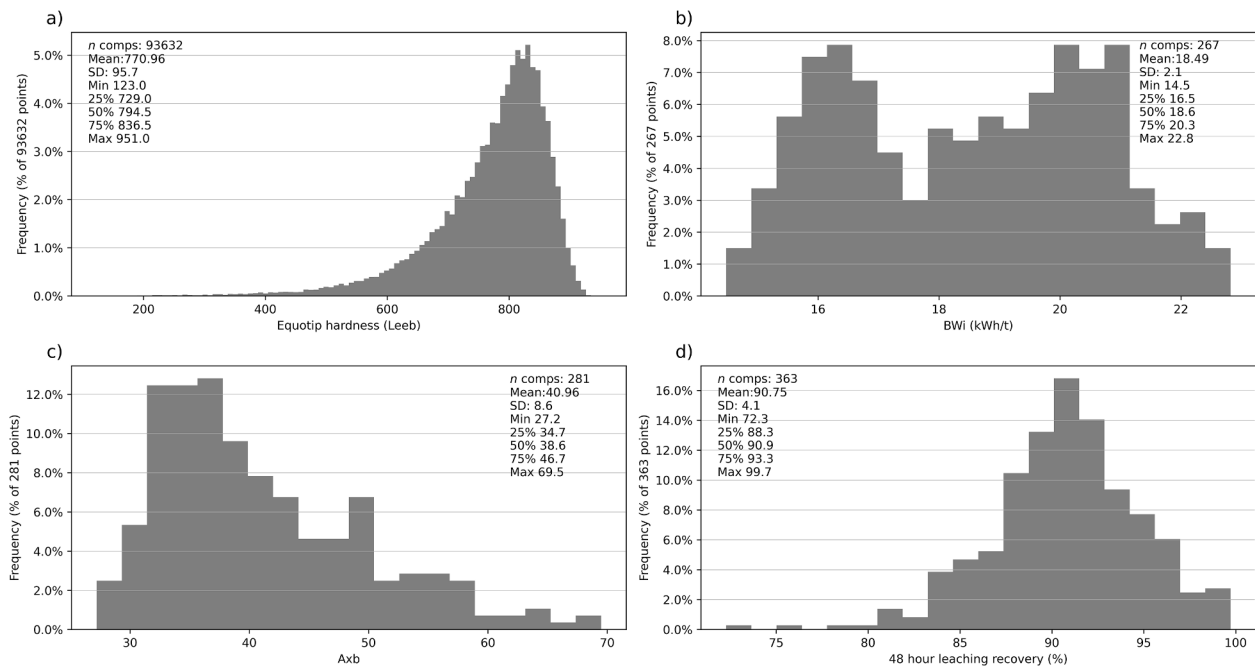 a)
n comps: 93632
Mean:770.96
SD: 95.7
Min 123.0
25% 729.0
50% 794.5
75% 836.5
Max 951.0
5.0%
4.0%
3.0%
2.0%
1.0%
0.0%
Frequency (% of 93632 points)
200
400
600
800
Equotip hardness (Leeb)
b)
n comps: 267
Mean:18.49
SD: 2.1
Min 14.5
25% 16.5
50% 18.6
75% 20.3
Max 22.8
8.0%
7.0%
6.0%
5.0%
4.0%
3.0%
2.0%
1.0%
0.0%
Frequency (% of 267 points)
16
18
20
22
BWi (kWh/t)
c)
n comps: 281
Mean:40.96
SD: 8.6
Min 27.2
25% 34.7
50% 38.6
75% 46.7
Max 69.5
12.0%
10.0%
8.0%
6.0%
4.0%
2.0%
0.0%
Frequency (% of 281 points)
30
40
50
60
70
Axb
d)
n comps: 363
Mean:90.75
SD: 4.1
Min 72.3
25% 88.3
50% 90.9
75% 93.3
Max 99.7
16.0%
14.0%
12.0%
10.0%
8.0%
6.0%
4.0%
2.0%
0.0%
Frequency (% of 363 points)
75
80
85
90
95
100
48 hour leaching recovery (%)